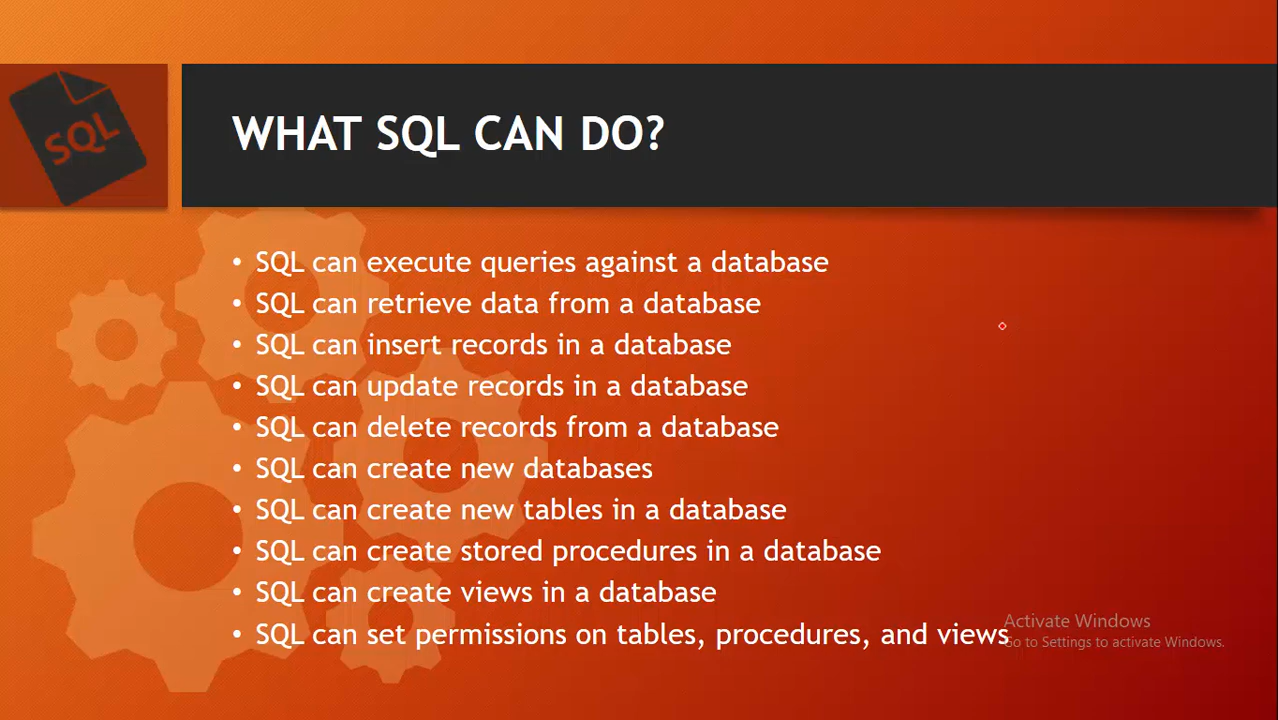 SQL
WHAT SQL CAN DO?
• SQL can execute queries against a database
• SQL can retrieve data from a database
• SQL can insert records in a database
• SQL can update records in a database
• SQL can delete records from a database
• SQL can create new databases
• SQL can create new tables in a database
• SQL can create stored procedures in a database
• SQL can create views in a database
• SQL can set permissions on tables, procedures, and views
Activate Windows
Go to Settings to activate Windows.